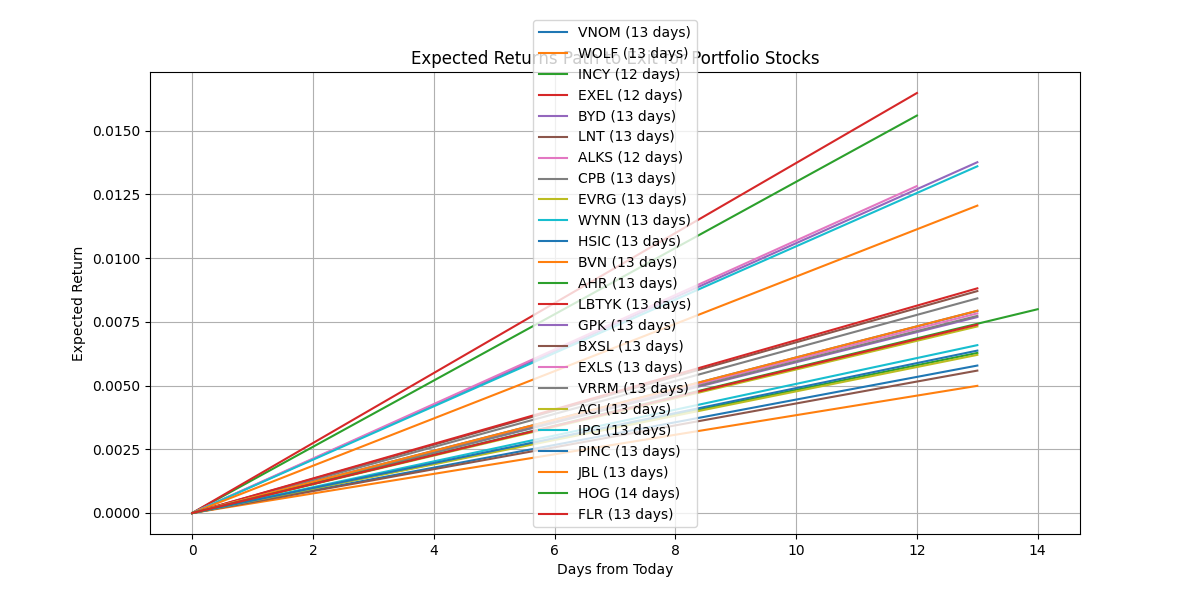 Expected Returns Path to Exit for Portfolio Stocks
VNOM (13 days)
WOLF (13 days)
INCY (12 days)
EXEL (12 days)
BYD (13 days)
LNT (13 days)
ALKS (12 days)
CPB (13 days)
EVRG (13 days)
WYNN (13 days)
HSIC (13 days)
BVN (13 days)
AHR (13 days)
LBTYK (13 days)
GPK (13 days)
BXSL (13 days)
EXLS (13 days)
VRRM (13 days)
ACI (13 days)
IPG (13 days)
PINC (13 days)
JBL (13 days)
HOG (14 days)
FLR (13 days)
Expected Return
0.0150
0.0125
0.0100
0.0075
0.0050
0.0025
0.0000
0 2 4 6 8 10 12 14
Days from Today